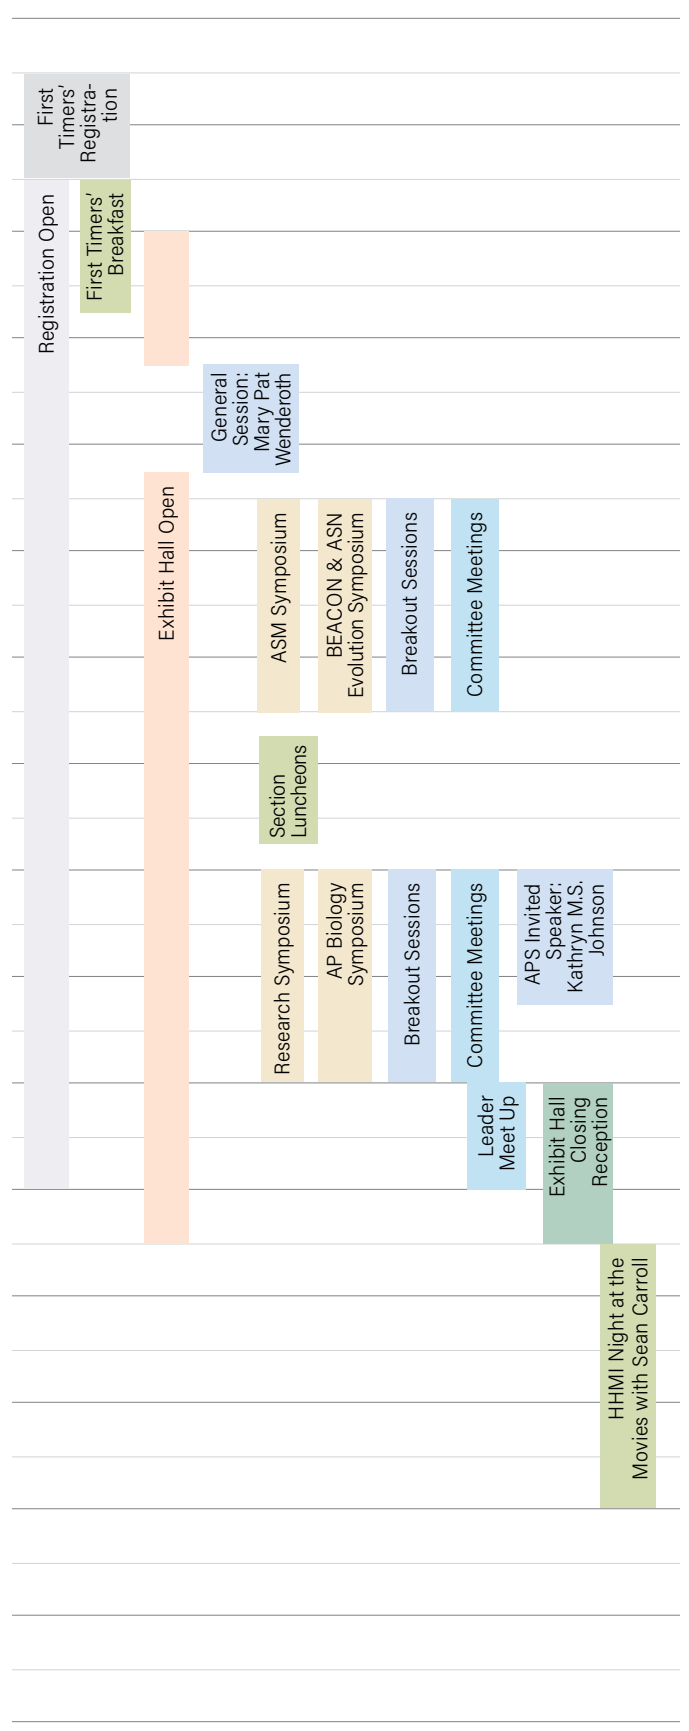 First
Timers’
Registra-
tion
Registration Open
First Timers’
Breakfast
General
Session:
Mary Pat
Wenderoth
Exhibit Hall Open
ASM Symposium
BEACON & ASN
Evolution Symposium
Breakout Sessions
Committee Meetings
Section
Luncheons
Research Symposium
AP Biology
Symposium
Breakout Sessions
Committee Meetings
APS Invited
Speaker:
Kathryn M.S.
Johnson
Leader
Meet Up
Exhibit Hall
Closing
Reception
HHMI Night at the
Movies with Sean Carroll